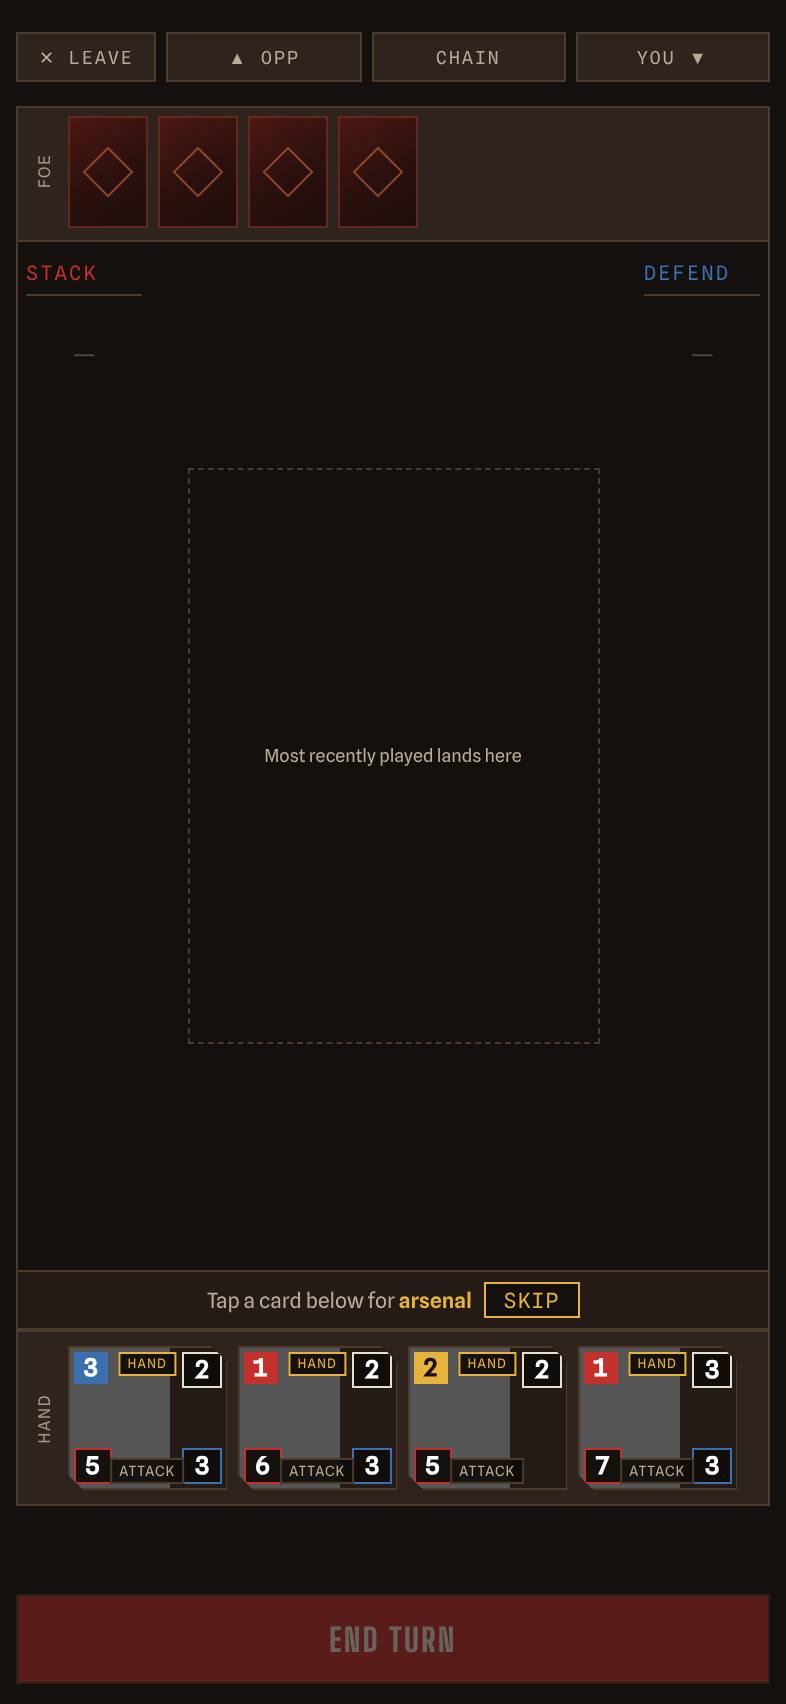 ✕ LEAVE
▲ OPP
CHAIN
YOU ▼
FOE
STACK
DEFEND
—
—
Most recently played lands here
Tap a card below for arsenal
SKIP
HAND
3 HAND 2
5 ATTACK 3
1 HAND 2
6 ATTACK 3
2 HAND 2
5 ATTACK
1 HAND 3
7 ATTACK 3
END TURN